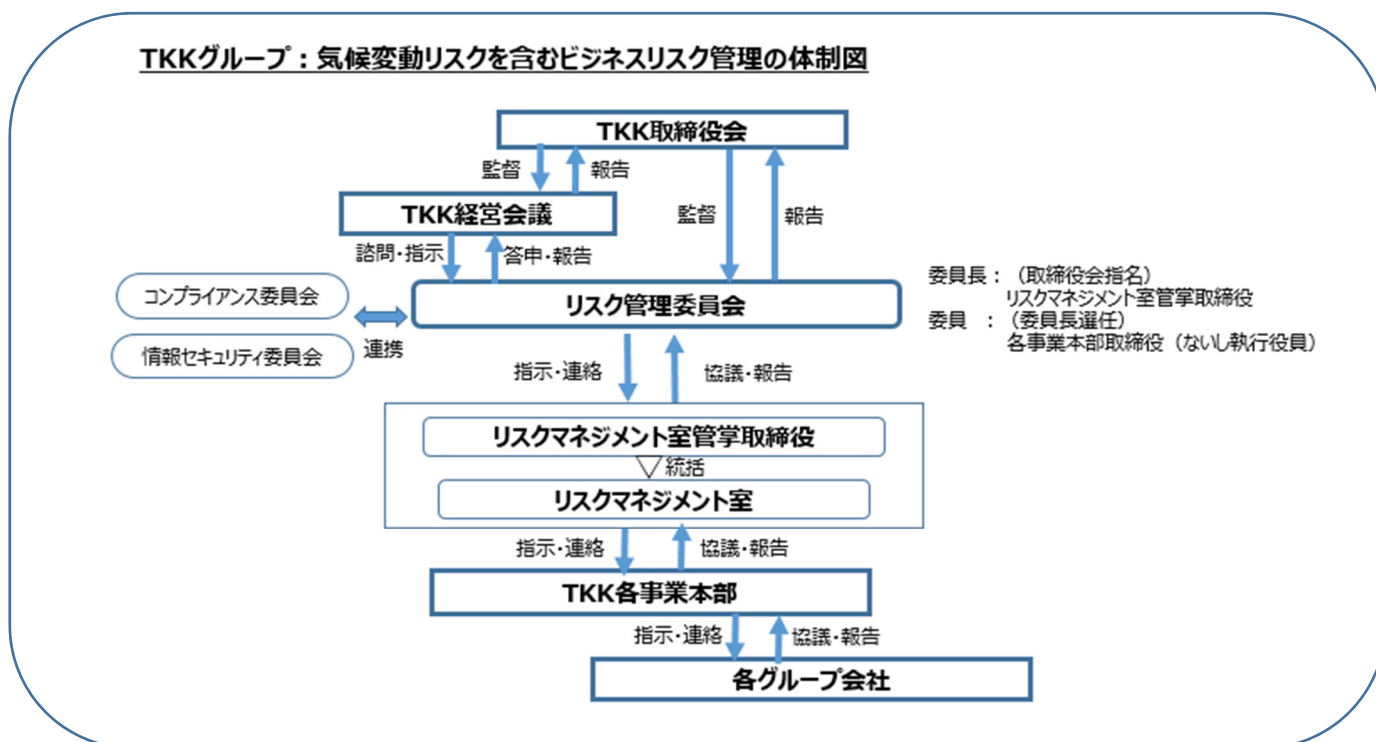 TKKグループ：気候変動リスクを含むビジネスリスク管理の体制図
TKK取締役会
監督
報告
TKK経営会議
監督
報告
諮問・指示
答申・報告
コンプライアンス委員会
リスク管理委員会
委員長：（取締役会指名）
リスクマネジメント室管掌取締役
委員　：（委員長選任）
各事業本部取締役（ないし執行役員）
情報セキュリティ委員会
連携
指示・連絡
協議・報告
リスクマネジメント室管掌取締役
▽統括
リスクマネジメント室
指示・連絡
協議・報告
TKK各事業本部
指示・連絡
協議・報告
各グループ会社